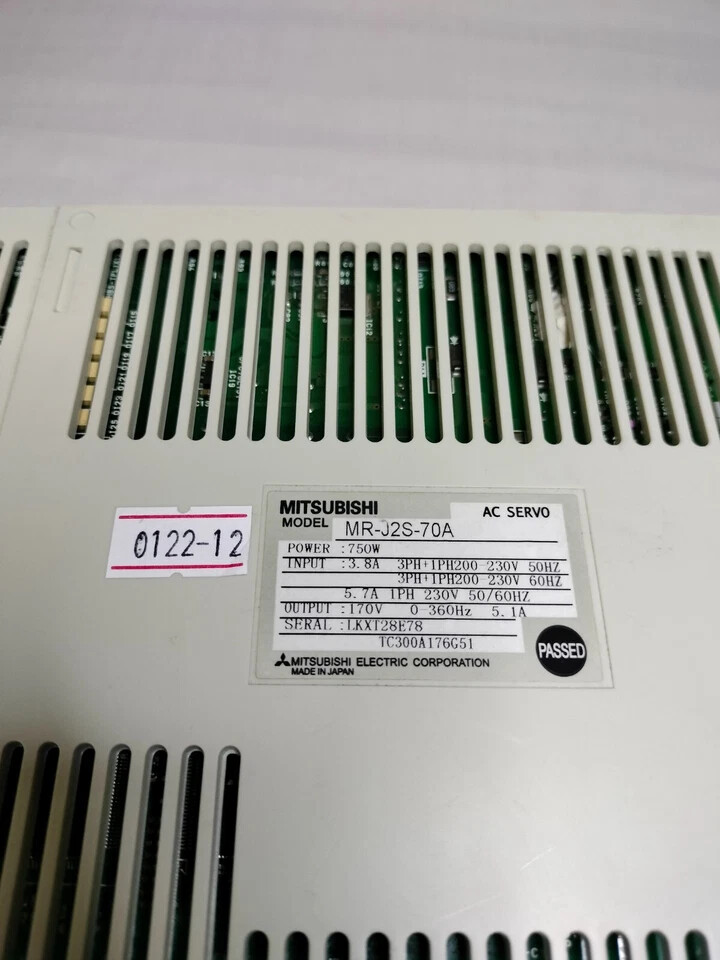 0122-12
MITSUBISHI
AC SERVO
MODEL MR-J2S-70A
POWER :750W
INPUT :3.8A 3PH+1PH200-230V 50HZ
3PH+1PH200-230V 60HZ
5.7A 1PH 230V 50/60HZ
OUTPUT :170V 0-360Hz 5.1A
SERAL :LKXT28E78
TC300A176G51
PASSED
MITSUBISHI ELECTRIC CORPORATION
MADE IN JAPAN